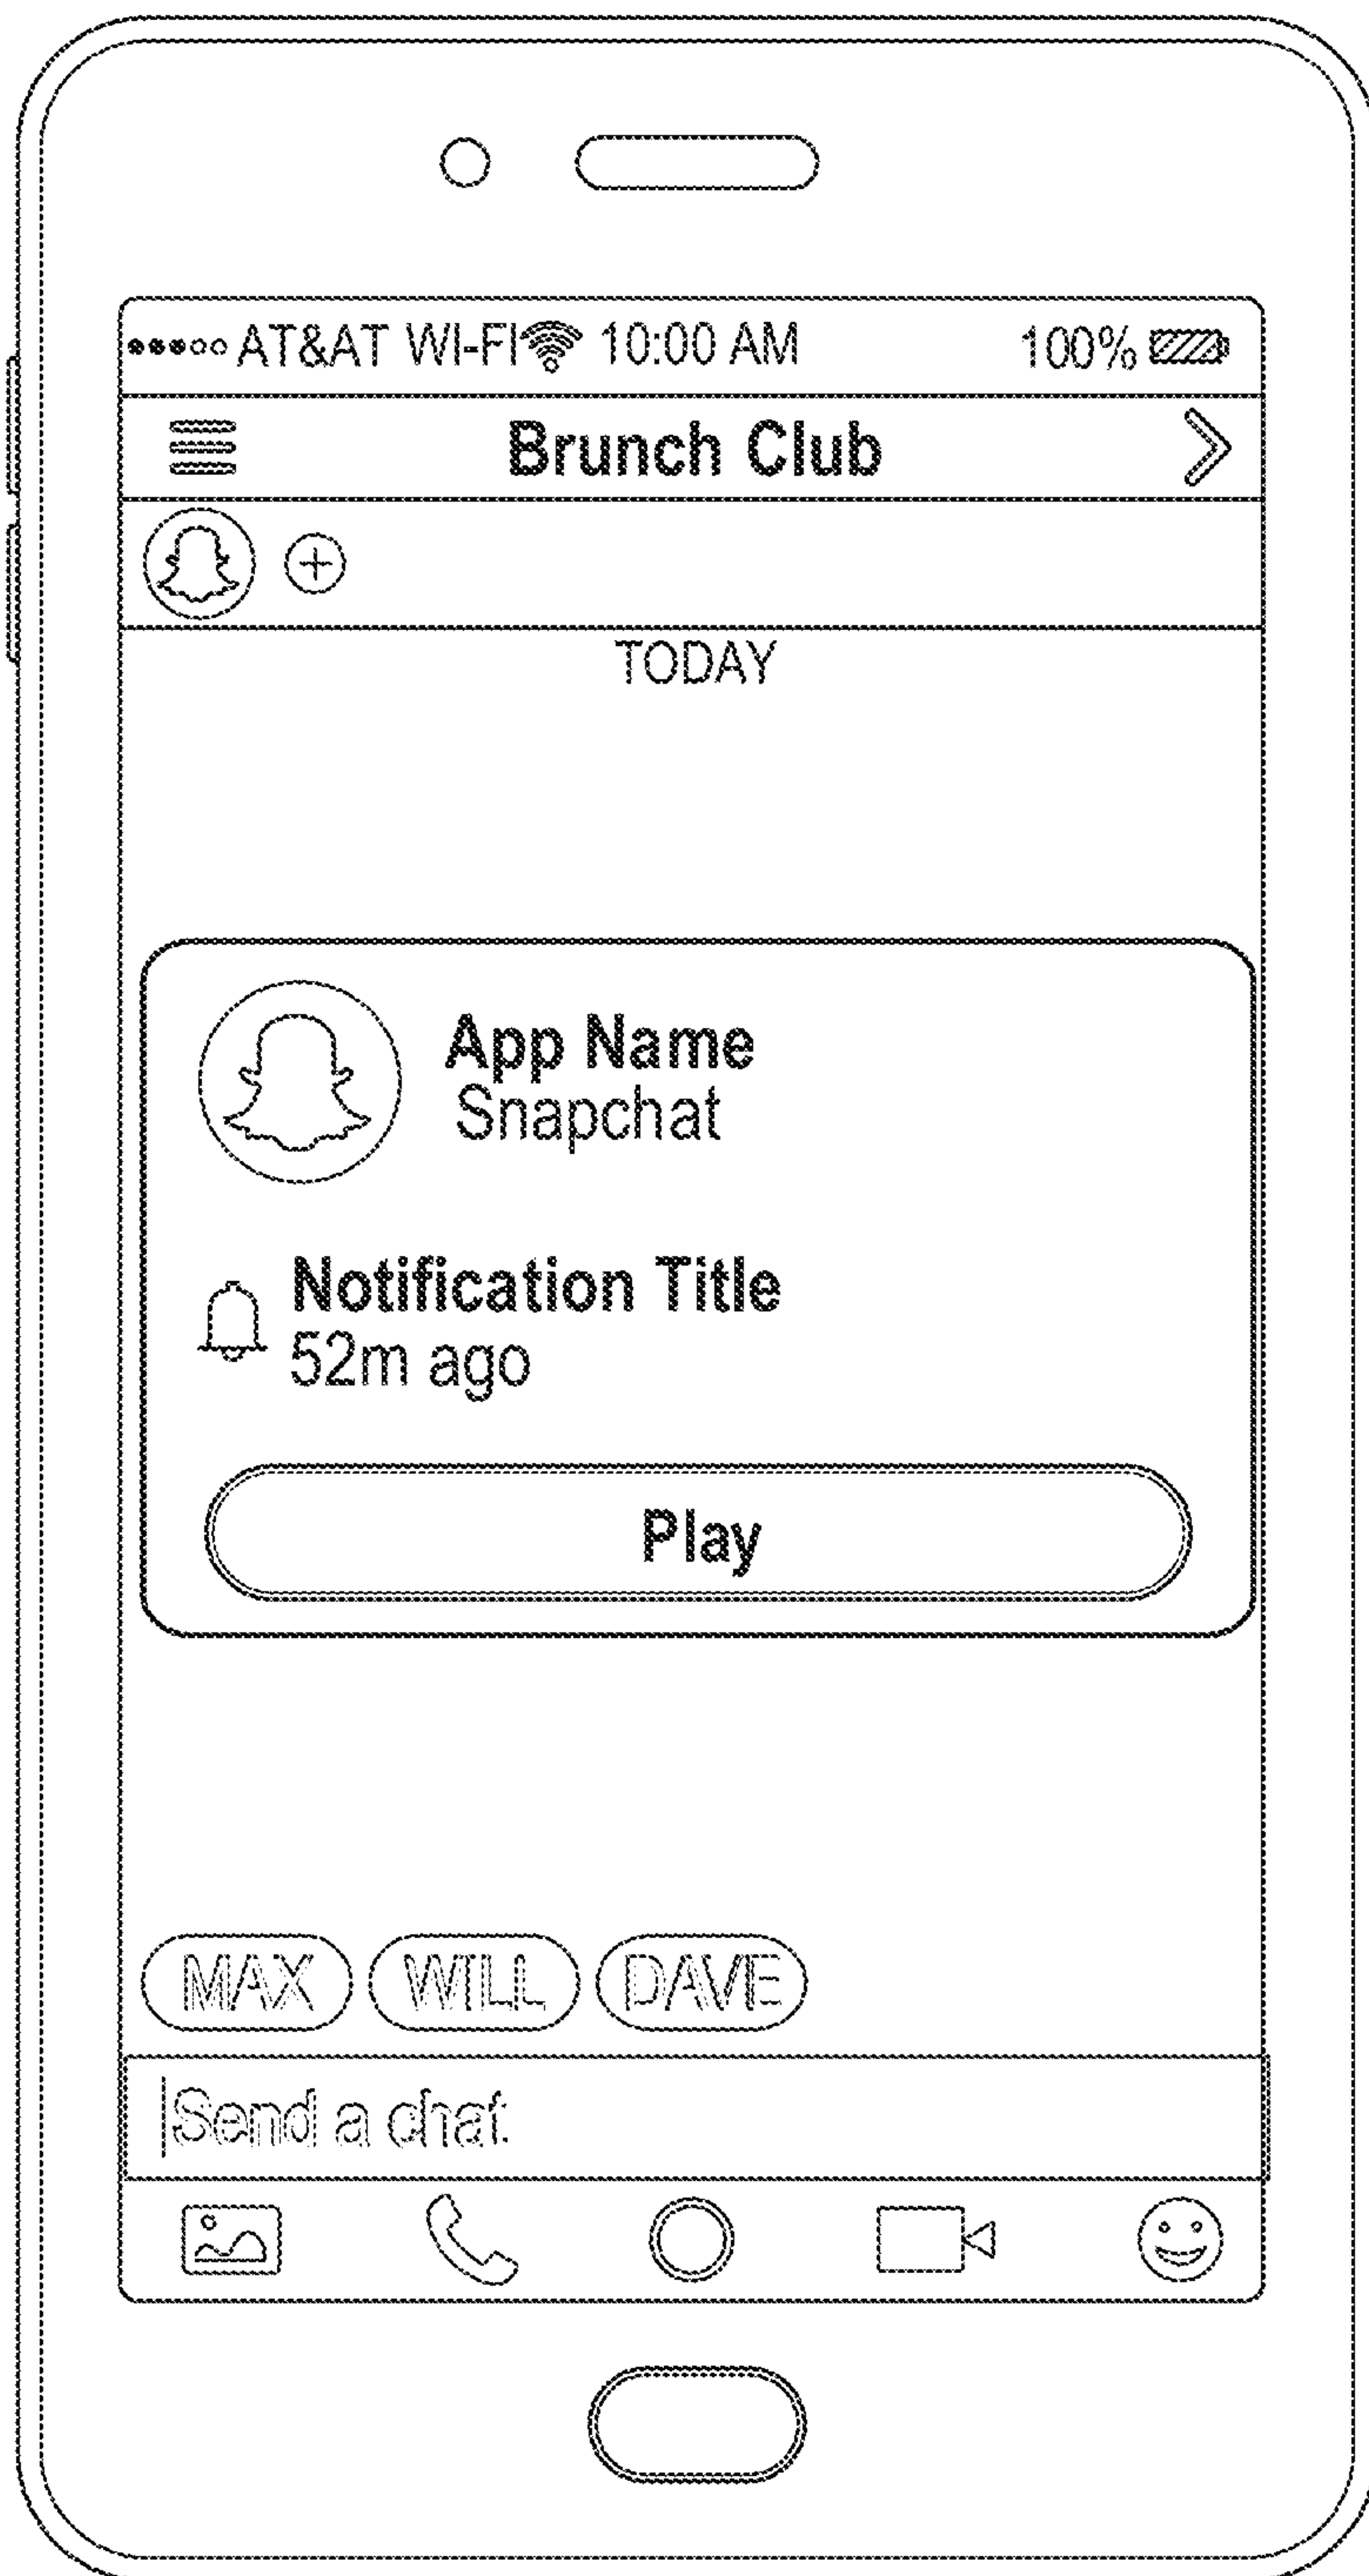 AT&AT WI-FI 10:00 AM 100%
Brunch Club
TODAY
App Name
Snapchat
Notification Title
52m ago
Play
MAX WILL DAVE
Send a chat